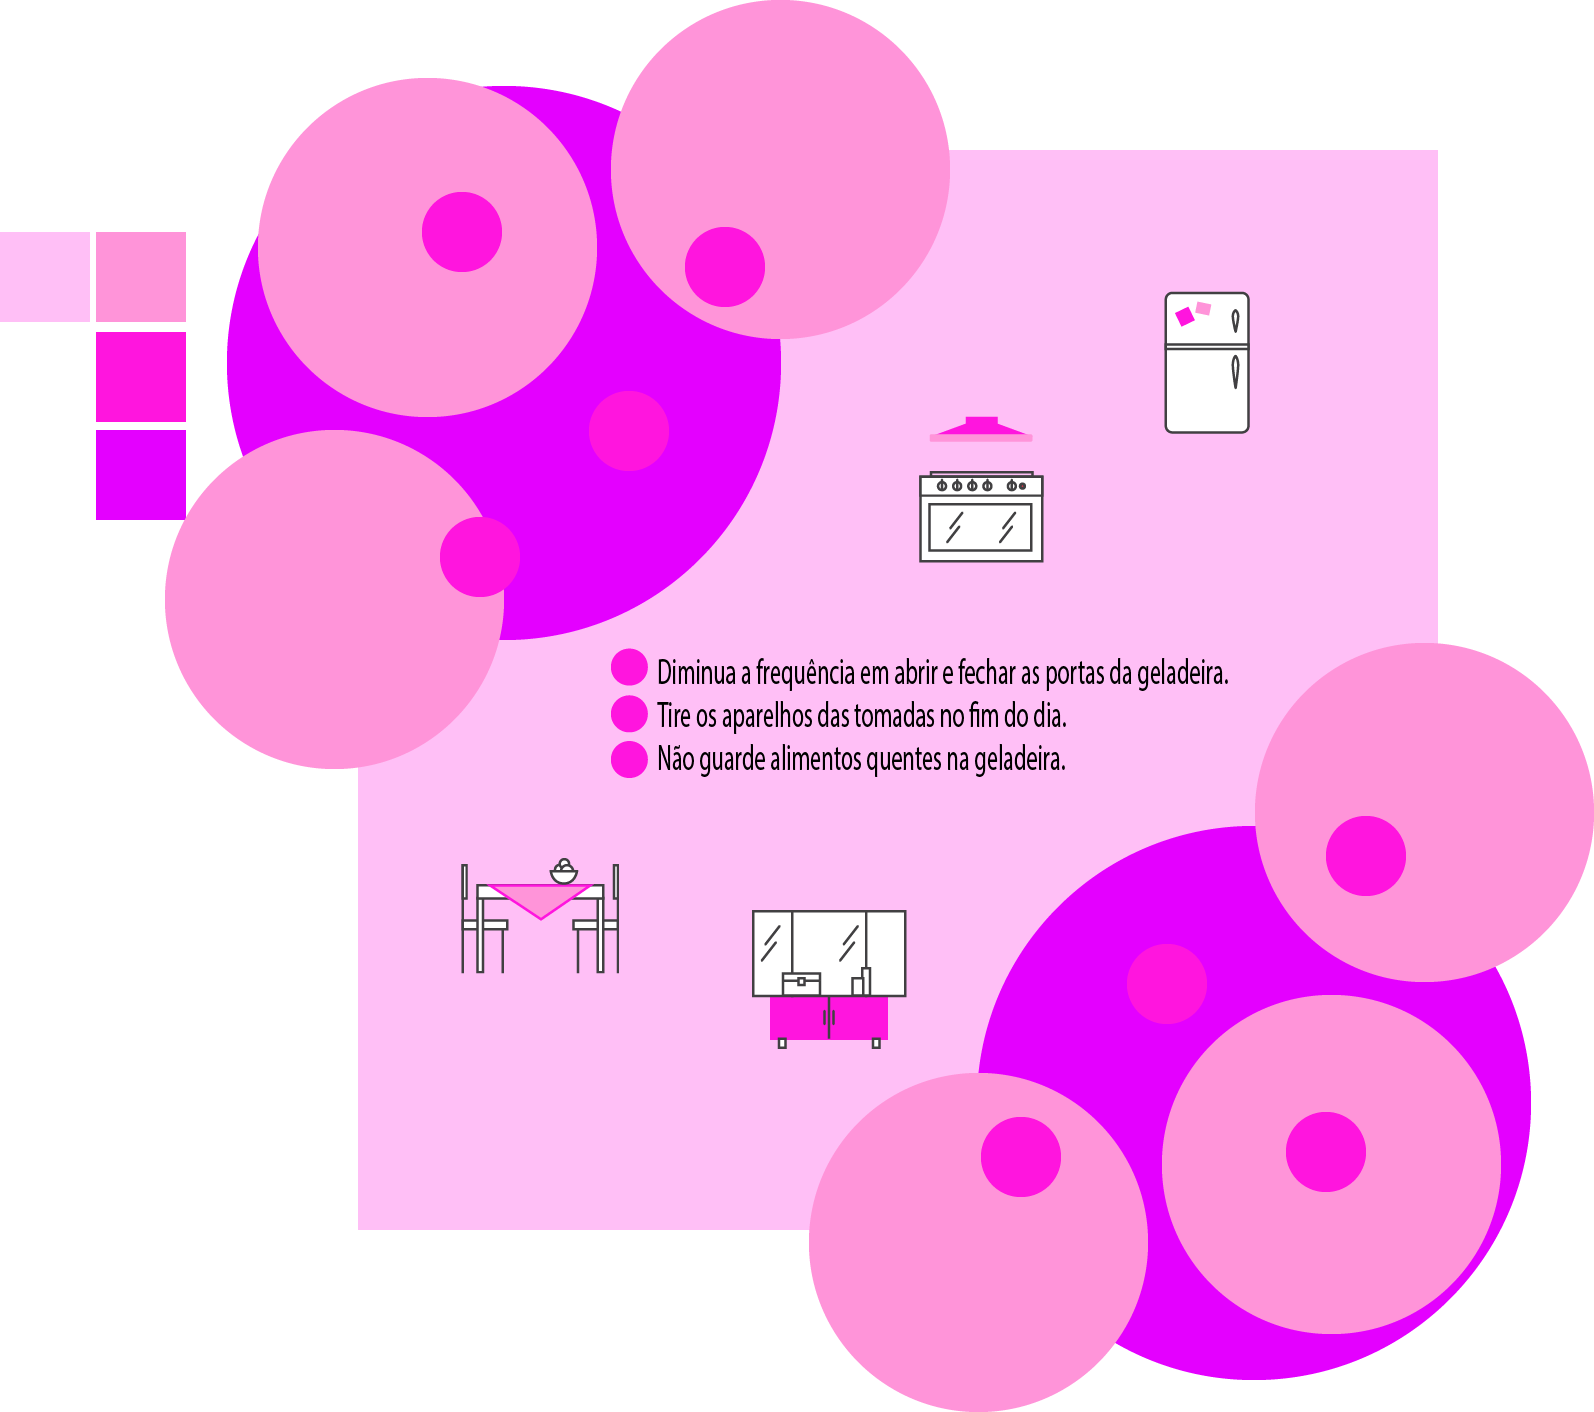 Diminua a frequência em abrir e fechar as portas da geladeira.
Tire os aparelhos das tomadas no fim do dia.
Não guarde alimentos quentes na geladeira.